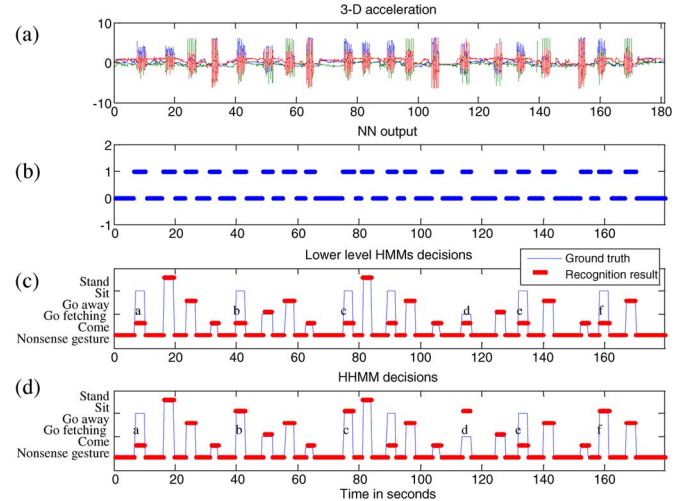 3-D acceleration
(a)
10
0
-10
0 20 40 60 80 100 120 140 160 181
NN output
(b)
2
1
0
-1
0 20 40 60 80 100 120 140 160
Lower level HMMs decisions
Ground truth
Recognition result
(c)
Stand
Sit
Go away
Go fetching
Come
Nonsense gesture
a b c d e f
0 20 40 60 80 100 120 140 160
HHMM decisions
(d)
Stand
Sit
Go away
Go fetching
Come
Nonsense gesture
a b c d e f
0 20 40 60 80 100 120 140 160
Time in seconds